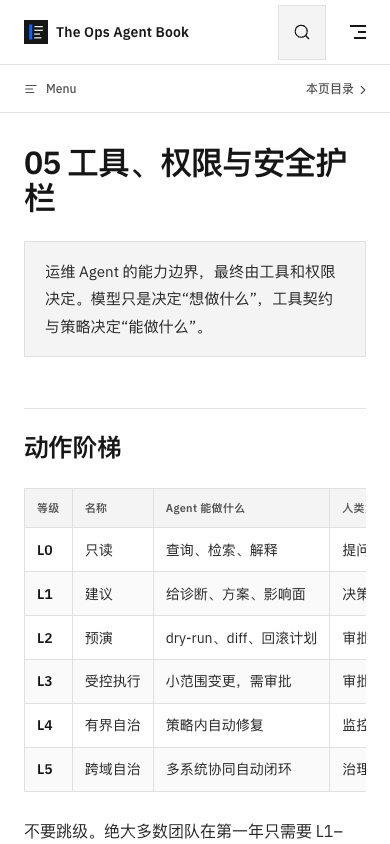 The Ops Agent Book
Menu
本页目录
05 工具、权限与安全护
栏
运维 Agent 的能力边界，最终由工具和权限
决定。模型只是决定“想做什么”，工具契约
与策略决定“能做什么”。
动作阶梯
等级 名称 Agent 能做什么 人类
L0 只读 查询、检索、解释 提问
L1 建议 给诊断、方案、影响面 决策
L2 预演 dry-run、diff、回滚计划 审批
L3 受控执行 小范围变更，需审批 审批
L4 有界自治 策略内自动修复 监控
L5 跨域自治 多系统协同自动闭环 治理
不要跳级。绝大多数团队在第一年只需要 L1–